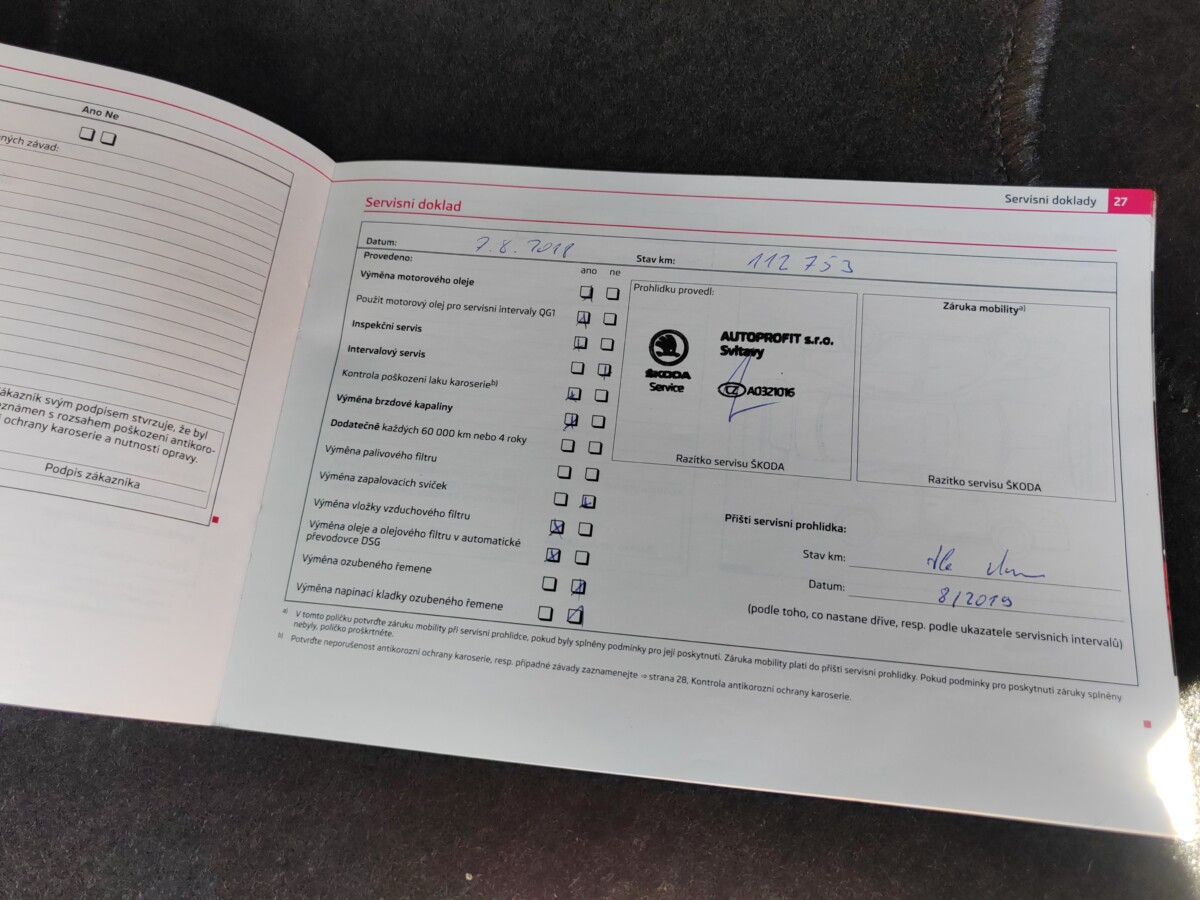 Ano Ne
ných závad:
ákazník svým podpisem stvrzuje, že byl
eznámen s rozsahem poškození antikoro-
í ochrany karoserie a nutností opravy.
Podpis zákazníka
Servisní doklady 27
Servisní doklad
Datum: 7.8. 2018 Stav km: 112 753
Provedeno: ano ne
Výměna motorového oleje
Použit motorový olej pro servisní intervaly QG1
Inspekční servis
Intervalový servis
Kontrola poškození laku karoserie b)
Výměna brzdové kapaliny
Dodatečně každých 60 000 km nebo 4 roky
Výměna palivového filtru
Výměna zapalovacích svíček
Výměna vložky vzduchového filtru
Výměna oleje a olejového filtru v automatické
převodovce DSG
Výměna ozubeného řemene
Výměna napínací kladky ozubeného řemene
Prohlídku provedl:
ŠKODA
Service
AUTOPROFIT s.r.o.
Svitavy
CZ A0321016
Razítko servisu ŠKODA
Záruka mobility a)
Razítko servisu ŠKODA
Příští servisní prohlídka:
Stav km:
Datum: 8/2019
(podle toho, co nastane dříve, resp. podle ukazatele servisních intervalů)
a) V tomto políčku potvrďte záruku mobility při servisní prohlídce, pokud byly splněny podmínky pro její poskytnutí. Záruka mobility platí do příští servisní prohlídky. Pokud podmínky pro poskytnutí záruky splněny
nebyly, políčko proškrtněte.
b) Potvrďte neporušenost antikorozní ochrany karoserie, resp. případné závady zaznamenejte ⇒ strana 28, Kontrola antikorozní ochrany karoserie.